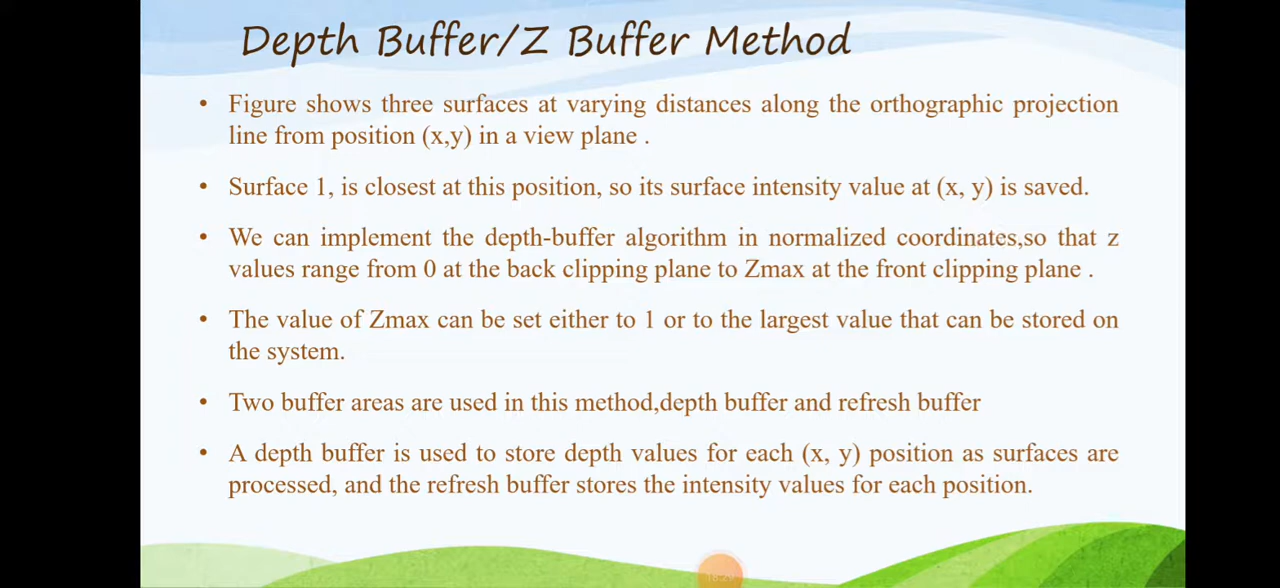 Depth Buffer/Z Buffer Method
• Figure shows three surfaces at varying distances along the orthographic projection
line from position (x,y) in a view plane .
• Surface 1, is closest at this position, so its surface intensity value at (x, y) is saved.
• We can implement the depth-buffer algorithm in normalized coordinates,so that z
values range from 0 at the back clipping plane to Zmax at the front clipping plane .
• The value of Zmax can be set either to 1 or to the largest value that can be stored on
the system.
• Two buffer areas are used in this method,depth buffer and refresh buffer
• A depth buffer is used to store depth values for each (x, y) position as surfaces are
processed, and the refresh buffer stores the intensity values for each position.
18:29